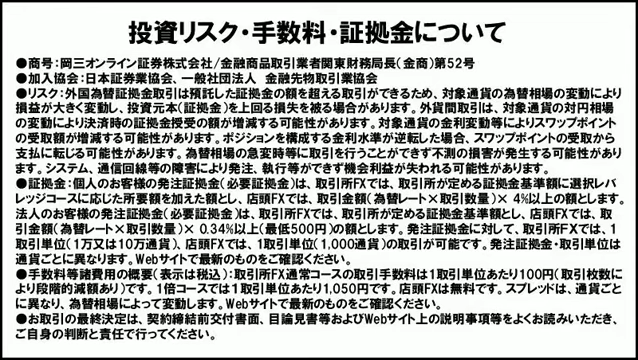 投資リスク・手数料・証拠金について
●商号:岡三オンライン証券株式会社/金融商品取引業者関東財務局長(金商)第52号
●加入協会:日本証券業協会、一般社団法人 金融先物取引業協会
●リスク:外国為替証拠金取引は預託した証拠金の額を超える取引ができるため、対象通貨の為替相場の変動により
損益が大きく変動し、投資元本(証拠金)を上回る損失を被る場合があります。外貨間取引は、対象通貨の対円相場
の変動により決済時の証拠金授受の額が増減する可能性があります。対象通貨の金利変動等によりスワップポイント
の受取額が増減する可能性があります。ポジションを構成する金利水準が逆転した場合、スワップポイントの受取から
支払に転じる可能性があります。為替相場の急変時等に取引を行うことができず不測の損害が発生する可能性があり
ます。システム、通信回線等の障害により発注、執行等ができず機会利益が失われる可能性があります。
●証拠金:個人のお客様の発注証拠金(必要証拠金)は、取引所FXでは、取引所が定める証拠金基準額に選択レバ
レッジコースに応じた所要額を加えた額とし、店頭FXでは、取引金額(為替レート×取引数量)× 4%以上の額とします。
法人のお客様の発注証拠金(必要証拠金)は、取引所FXでは、取引所が定める証拠金基準額とし、店頭FXでは、取
引金額(為替レート×取引数量)× 0.34%以上(最低500円)の額とします。発注証拠金に対して、取引所FXでは、1
取引単位(1万又は10万通貨)、店頭FXでは、1取引単位(1,000通貨)の取引が可能です。発注証拠金・取引単位は
通貨ごとに異なります。Webサイトで最新のものをご確認ください。
●手数料等諸費用の概要(表示は税込):取引所FX通常コースの取引手数料は1取引単位あたり100円(取引枚数に
より段階的減額あり)です。1倍コースでは1取引単位あたり1,050円です。店頭FXは無料です。スプレッドは、通貨ごと
に異なり、為替相場によって変動します。Webサイトで最新のものをご確認ください。
●お取引の最終決定は、契約締結前交付書面、目論見書等およびWebサイト上の説明事項等をよくお読みいただき、
ご自身の判断と責任で行ってください。